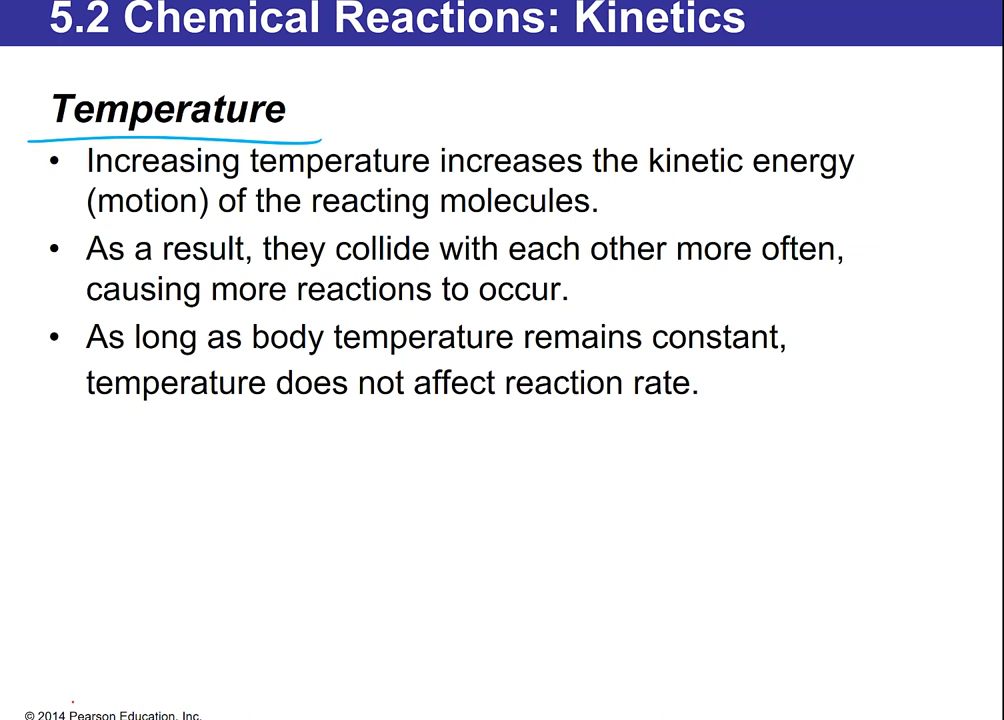 5.2 Chemical Reactions: Kinetics
Temperature
• Increasing temperature increases the kinetic energy
(motion) of the reacting molecules.
• As a result, they collide with each other more often,
causing more reactions to occur.
• As long as body temperature remains constant,
temperature does not affect reaction rate.
© 2014 Pearson Education, Inc.